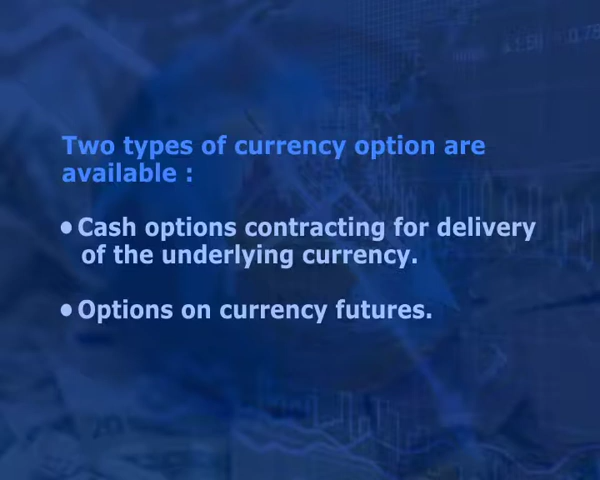 Two types of currency option are
available :
• Cash options contracting for delivery
of the underlying currency.
• Options on currency futures.